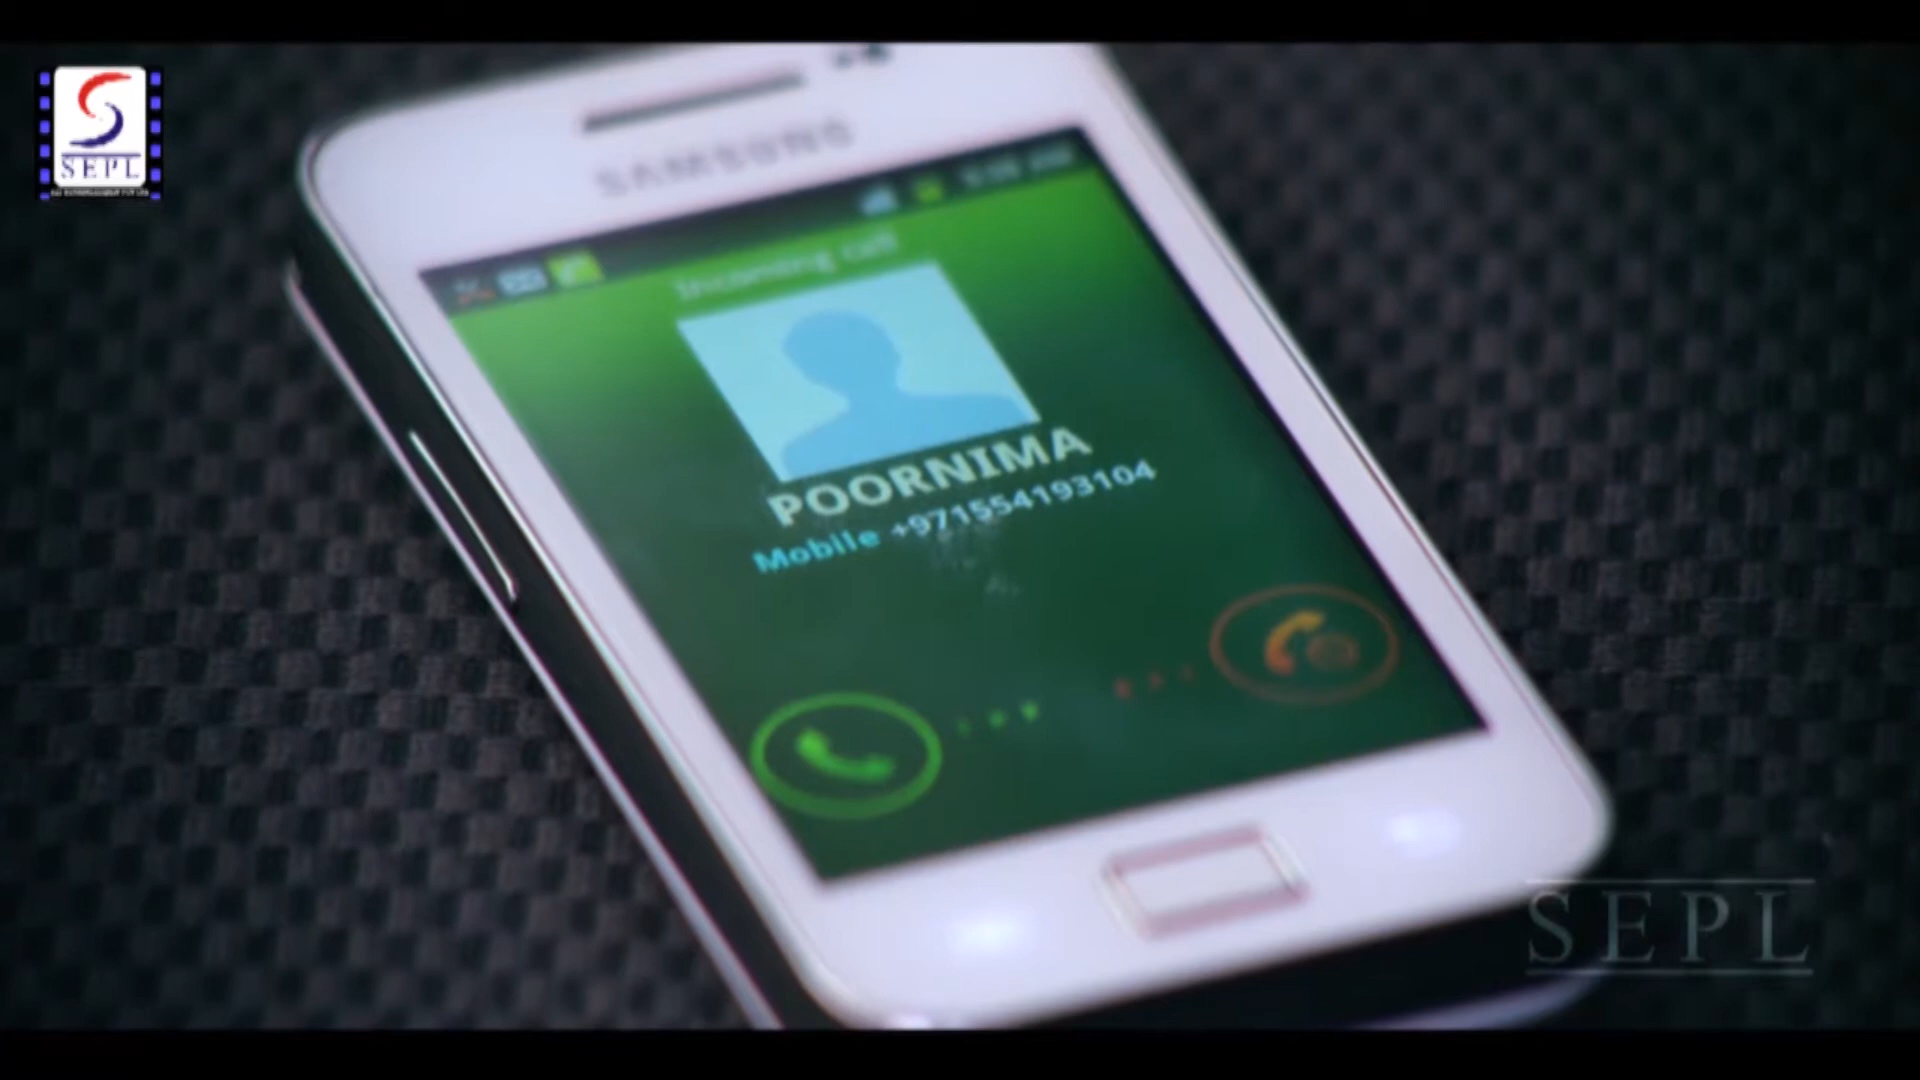 SEPL
SAMSUNG
Incoming call
POORNIMA
Mobile +971554193104
SEPL